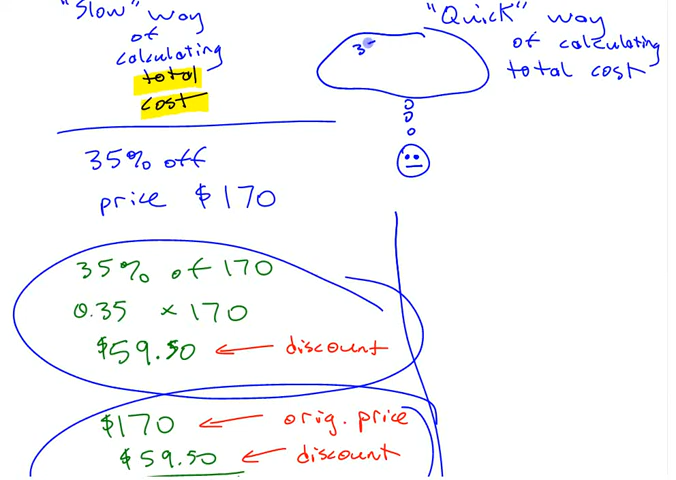 "Slow" way
of
calculating
total
cost
"Quick" way
of calculating
total cost
35% off
price $170
35% of 170
0.35 × 170
$59.50 ← discount
$170 ← orig. price
$59.50 ← discount